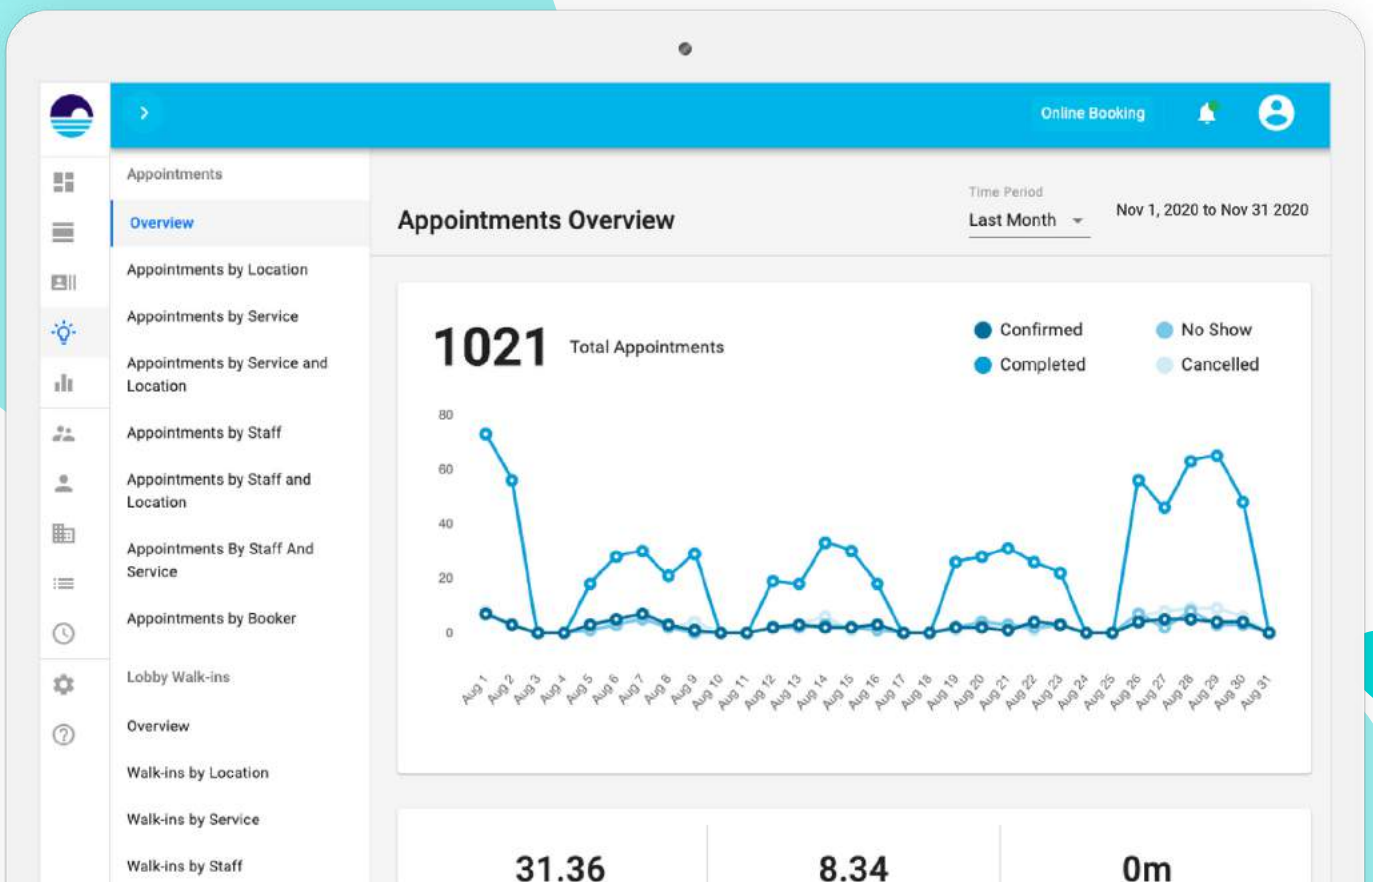 Online Booking
Appointments
Overview
Appointments by Location
Appointments by Service
Appointments by Service and
Location
Appointments by Staff
Appointments by Staff and
Location
Appointments By Staff And
Service
Appointments by Booker
Lobby Walk-ins
Overview
Walk-ins by Location
Walk-ins by Service
Walk-ins by Staff
Appointments Overview
Time Period
Last Month
Nov 1, 2020 to Nov 31 2020
1021 Total Appointments
Confirmed
No Show
Completed
Cancelled
80
60
40
20
0
Aug 1
Aug 2
Aug 3
Aug 4
Aug 5
Aug 6
Aug 7
Aug 8
Aug 9
Aug 10
Aug 11
Aug 12
Aug 13
Aug 14
Aug 15
Aug 16
Aug 17
Aug 18
Aug 19
Aug 20
Aug 21
Aug 22
Aug 23
Aug 24
Aug 25
Aug 26
Aug 27
Aug 28
Aug 29
Aug 30
Aug 31
31.36
8.34
0m